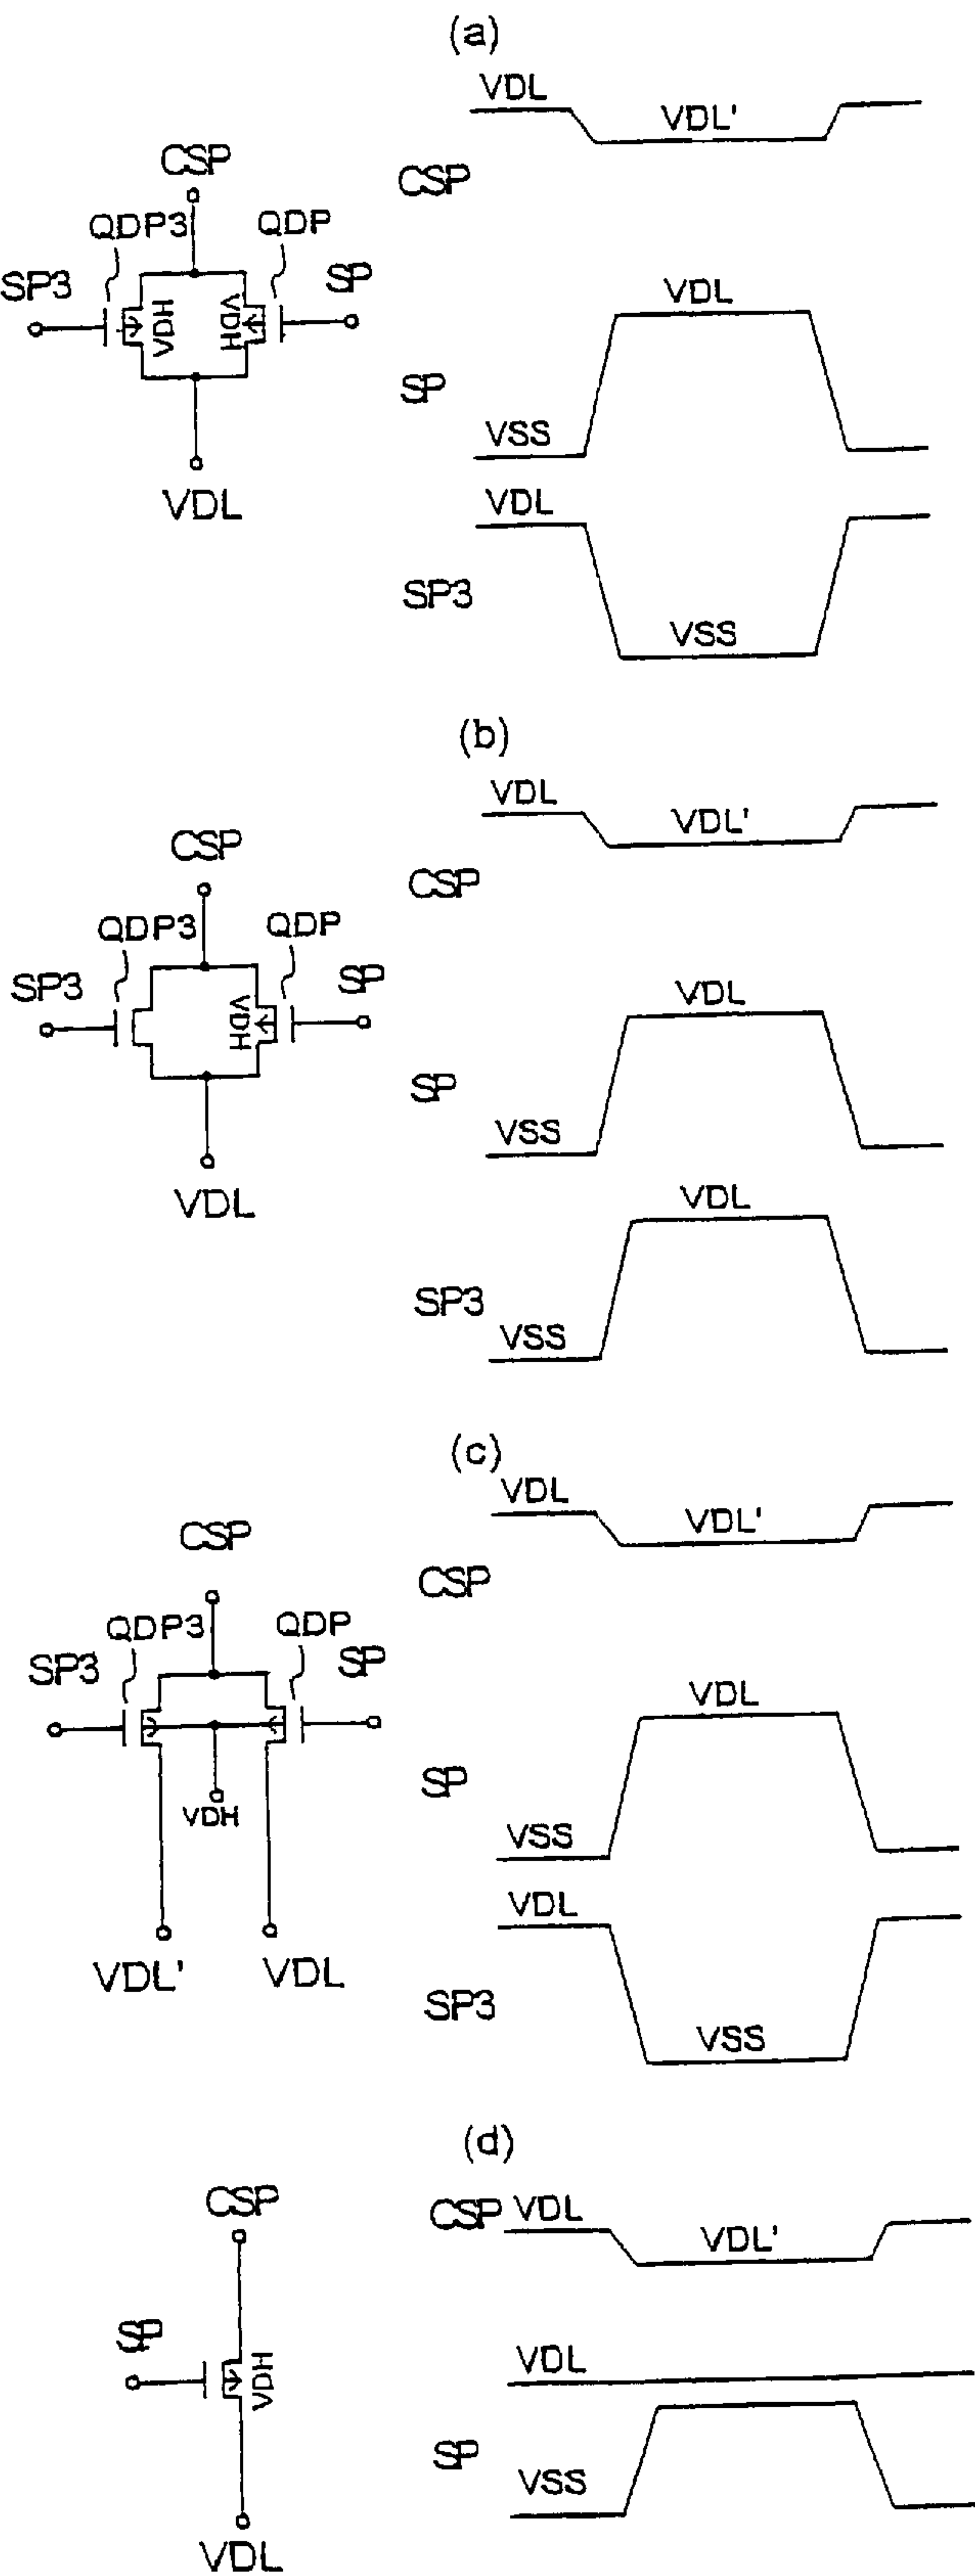 (a)
VDL
VDL'
CSP
CSP
QDP3
QDP
SP3
SP
VDH
VDH
VDL
VDL
SP
VSS
VDL
SP3
VSS
(b)
VDL
VDL'
CSP
CSP
QDP3
QDP
SP3
SP
VDH
VDL
VDL
SP
VSS
VDL
SP3
VSS
(c)
VDL
VDL'
CSP
CSP
QDP3
QDP
SP3
SP
VDH
VDL'
VDL
VDL
SP
VSS
VDL
SP3
VSS
(d)
CSP
CSP
VDL
VDL'
SP
VDH
VDL
VDL
SP
VSS